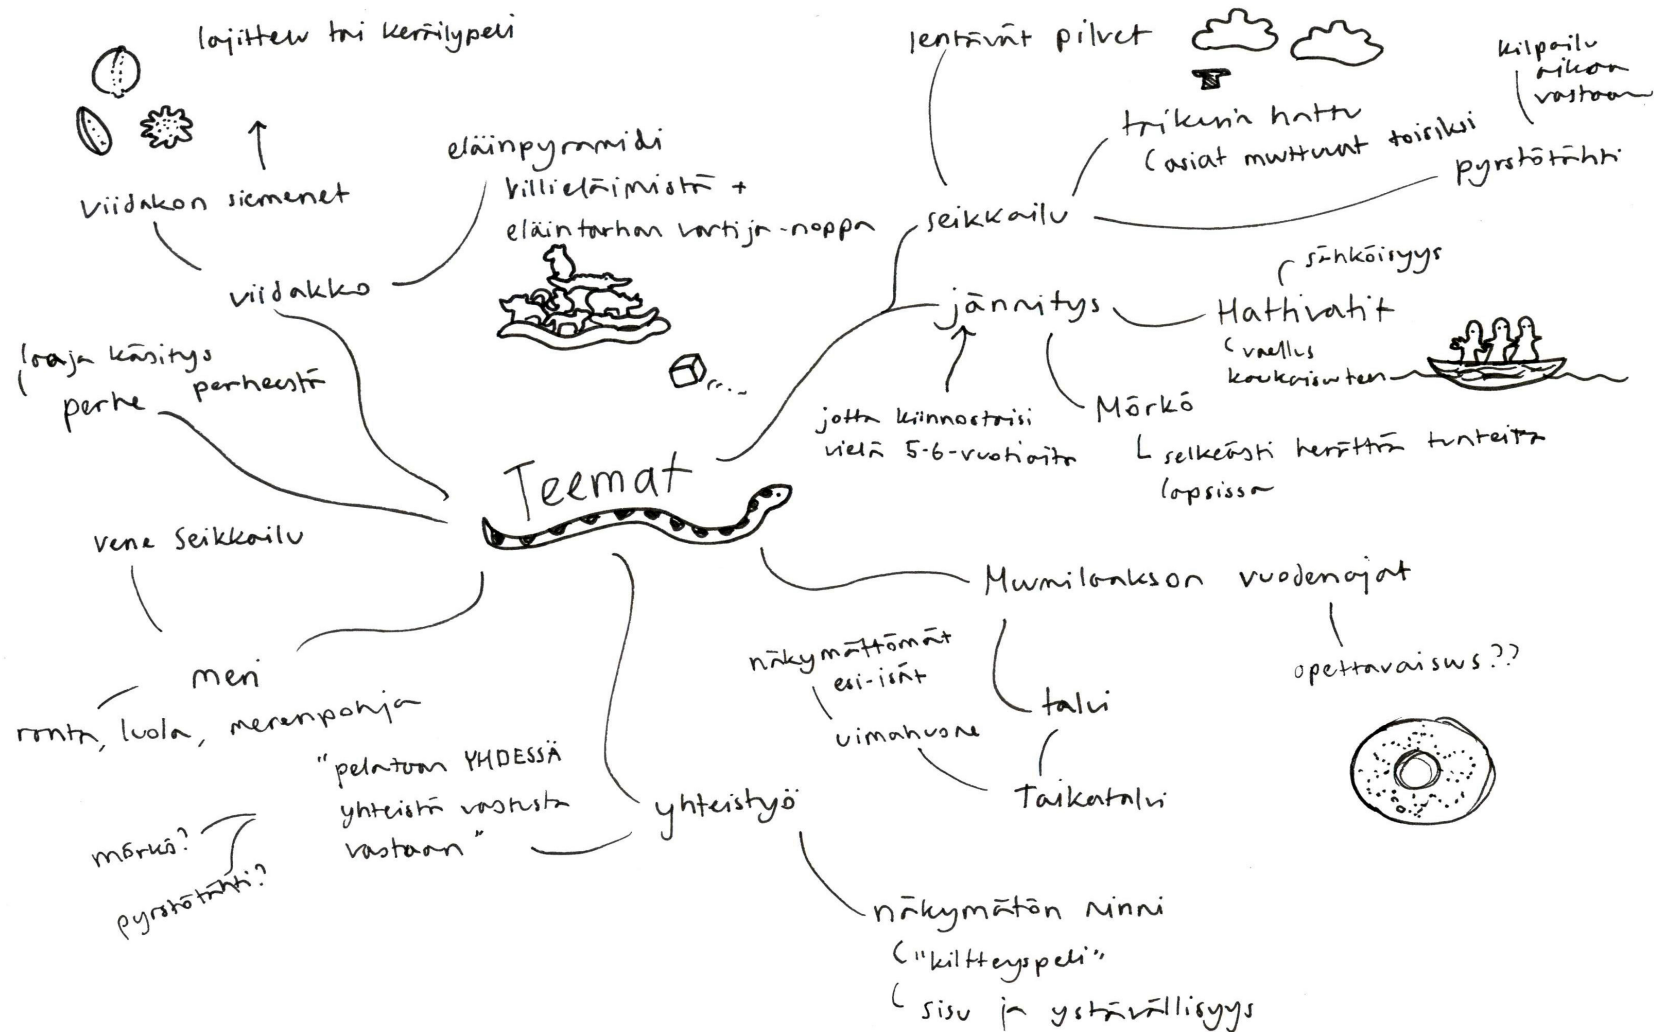 lajittelu tai keräilypeli
viidakon siemenet
eläinpyramidi
villieläimistä +
eläintarhan vartija-noppa
viidakko
laaja käsitys
perheestä
perhe
Teemat
lentävät pilvet
taikurin hattu
(asiat muttuvat toisiksi
kilpailu
aikaa
vastaan
pyrstötähti
seikkailu
jännitys
jotta kiinnostaisi
vielä 5-6-vuotiaita
sähköisyys
Hattivatit
vaellus
kaukaisuuteen
Mörkö
selkeästi herättää tunteita
lapsissa
vene seikkailu
meri
ranta, luola, merenpohja
Muumilaakson vuodenajat
opettavaisuus??
talvi
Taikatalvi
näkymättömät
esi-isät
uimahuone
yhteistyö
"pelataan YHDESSÄ
yhteistä vastusta
vastaan"
mörkö?
pyrstötähti?
näkymätön ninni
"kiltteyspeli"
sisu ja ystävällisyys